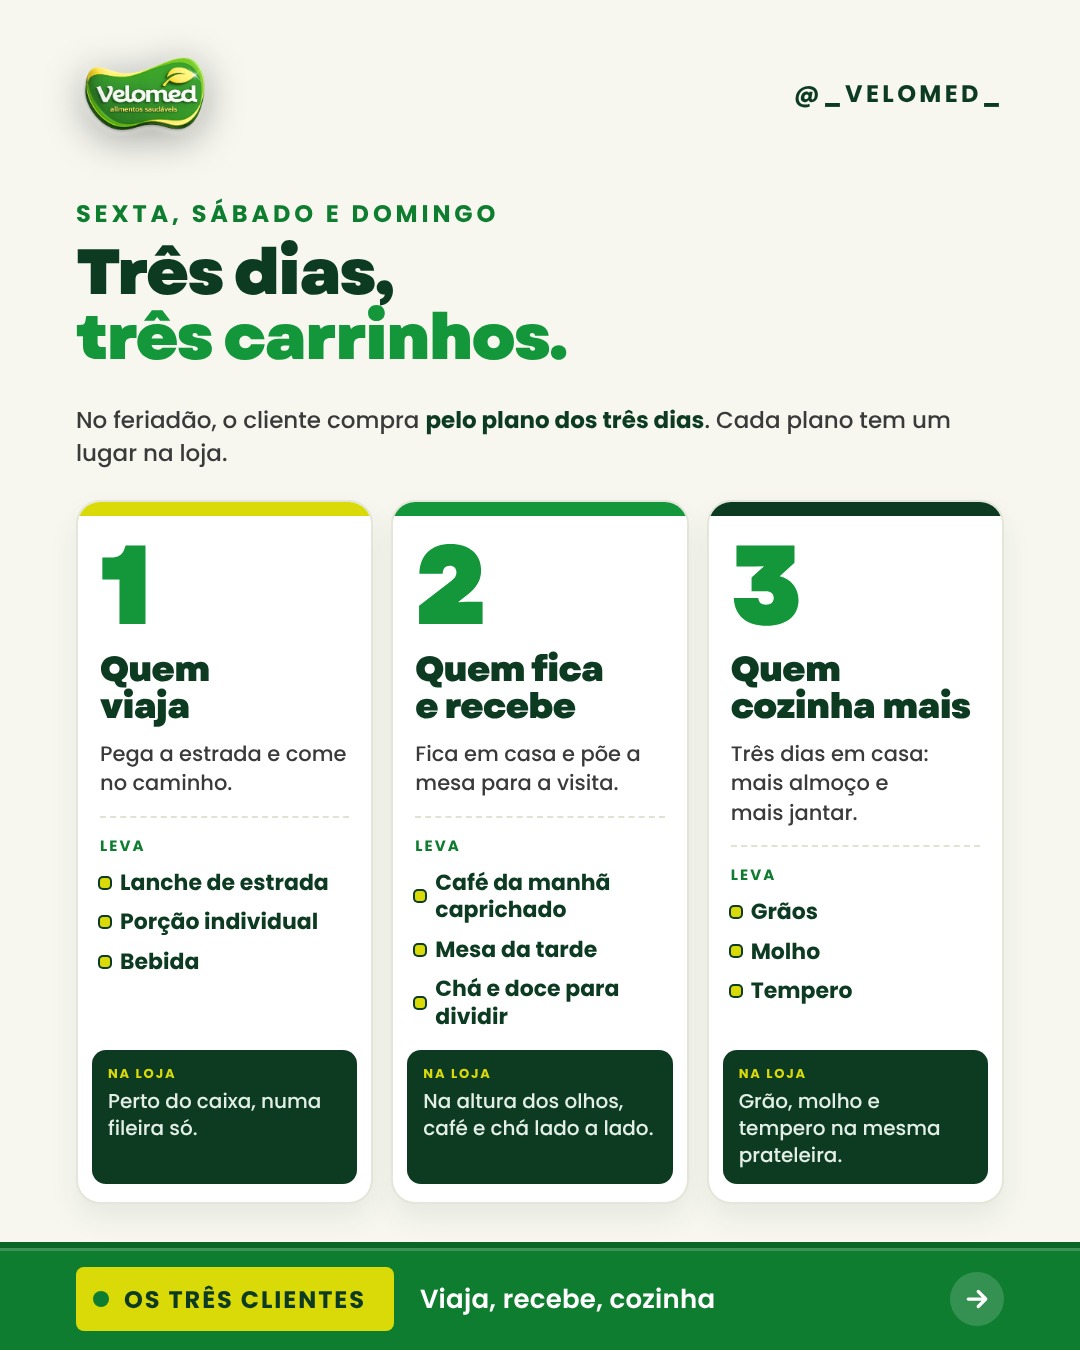 Velomed
alimentos saudáveis
@_VELOMED_
SEXTA, SÁBADO E DOMINGO
Três dias,
três carrinhos.
No feriadão, o cliente compra pelo plano dos três dias. Cada plano tem um
lugar na loja.
1
Quem
viaja
Pega a estrada e come
no caminho.
LEVA
Lanche de estrada
Porção individual
Bebida
NA LOJA
Perto do caixa, numa
fileira só.
2
Quem fica
e recebe
Fica em casa e põe a
mesa para a visita.
LEVA
Café da manhã
caprichado
Mesa da tarde
Chá e doce para
dividir
NA LOJA
Na altura dos olhos,
café e chá lado a lado.
3
Quem
cozinha mais
Três dias em casa:
mais almoço e
mais jantar.
LEVA
Grãos
Molho
Tempero
NA LOJA
Grão, molho e
tempero na mesma
prateleira.
OS TRÊS CLIENTES
Viaja, recebe, cozinha